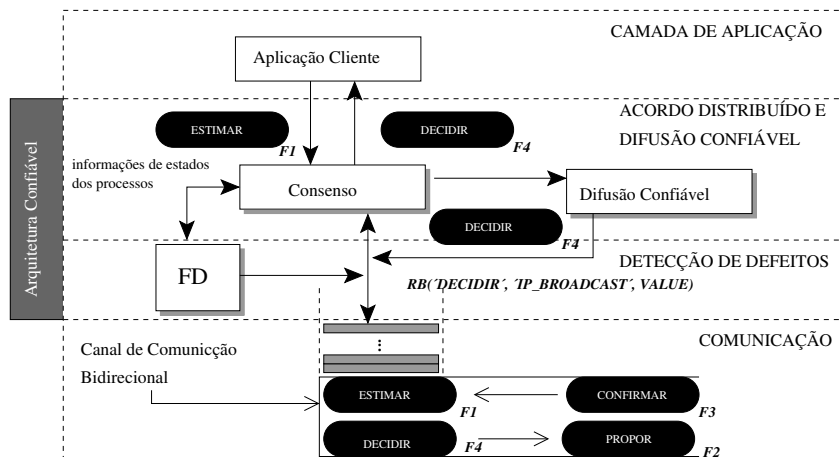 CAMADA DE APLICAÇÃO
Aplicação Cliente
ACORDO DISTRIBUÍDO E
DIFUSÃO CONFIÁVEL
ESTIMAR
F1
DECIDIR
F4
informações de estados
dos processos
Consenso
Difusão Confiável
DECIDIR
F4
Arquitetura Confiável
FD
DETECÇÃO DE DEFEITOS
RB(´DECIDIR´, ´IP_BROADCAST´, VALUE)
COMUNICAÇÃO
Canal de Comunicção
Bidirecional
...
ESTIMAR
F1
CONFIRMAR
F3
DECIDIR
F4
PROPOR
F2